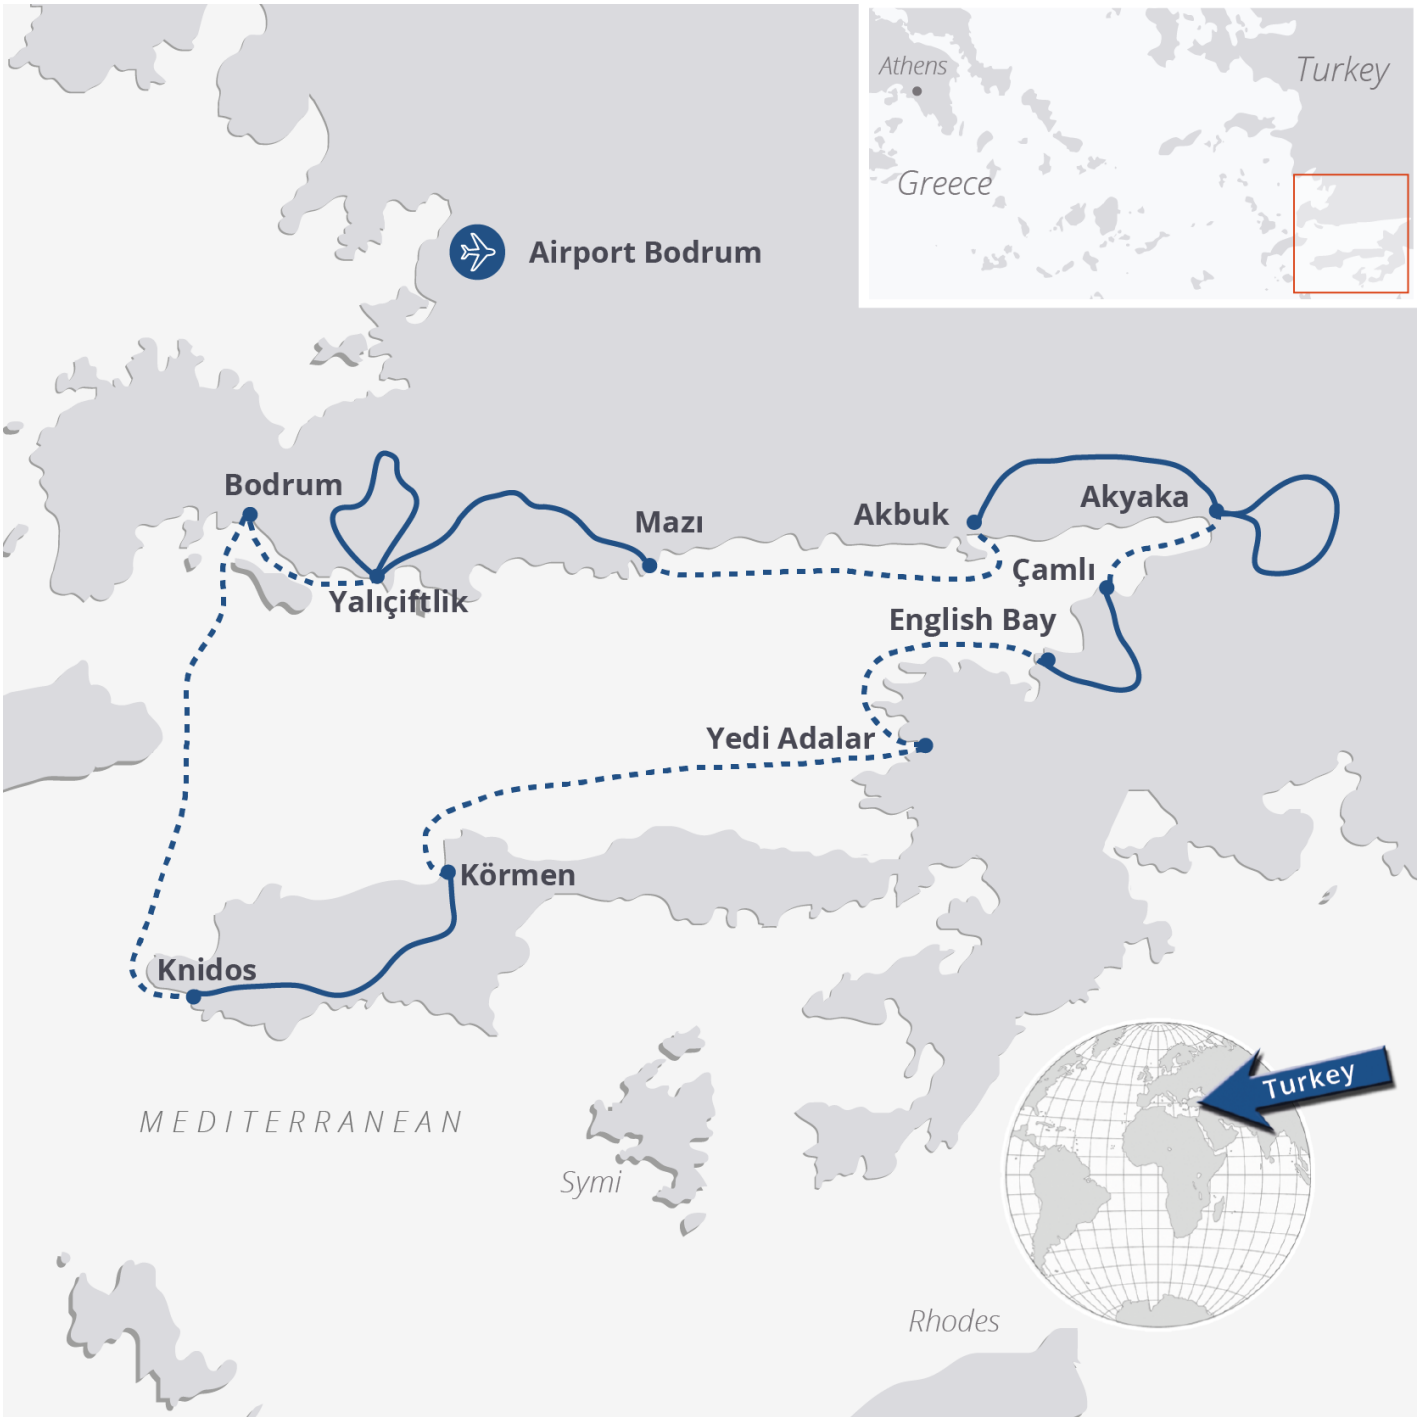 Athens
Turkey
Greece
Airport Bodrum
Bodrum
Mazı
Akbuk
Akyaka
Çamlı
Yalıçiftlik
English Bay
Yedi Adalar
Körmen
Knidos
MEDITERRANEAN
Turkey
Symi
Rhodes